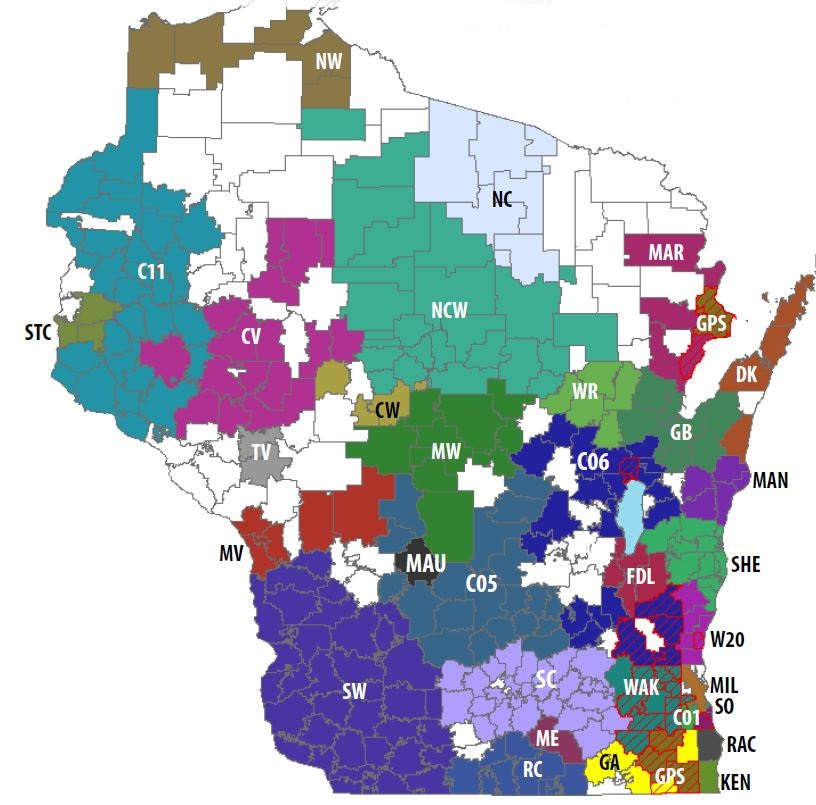 NW
NC
MAR
C11
NCW
GPS
STC
CV
DK
WR
CW
GB
TV
MW
C06
MAN
MV
MAU
C05
FDL
SHE
W20
SW
SC
WAK
MIL
SO
C01
ME
RAC
RC
GA
GPS
KEN